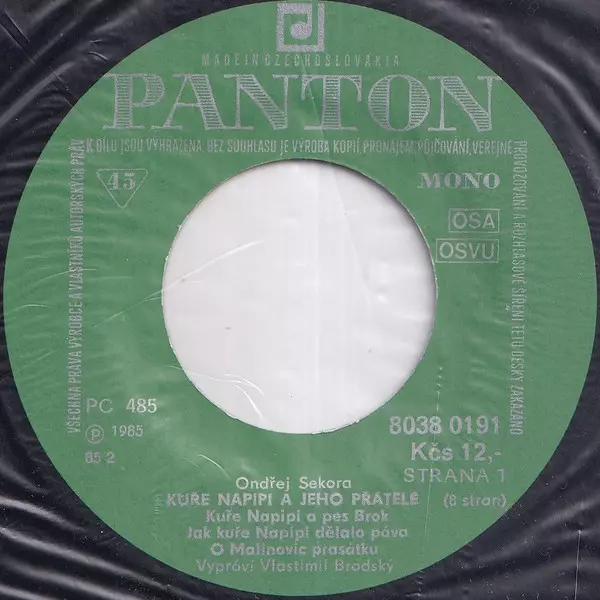 MADE IN CZECHOSLOVAKIA
PANTON
VŠECHNA PRÁVA VÝROBCE A VLASTNÍKŮ AUTORSKÝCH PRÁV K DÍLU JSOU VYHRAŽENA. BEZ SOUHLASU JE VÝROBA KOPIÍ, PRONÁJEM, PŮJČOVÁNÍ, VEŘEJNÉ PROVOZOVÁNÍ A ROZHLASOVÉ ŠÍŘENÍ TÉTO DESKY ZAKÁZÁNO
45
MONO
OSA
OSVU
PC 485
℗ 1985
85 2
8038 0191
Kčs 12,-
STRANA 1
Ondřej Sekora
KUŘE NAPIPI A JEHO PŘÁTELÉ (8 stran)
Kuře Napipi a pes Brok
Jak kuře Napipi dělalo páva
O Malinovic prasátku
Vypráví Vlastimil Brodský